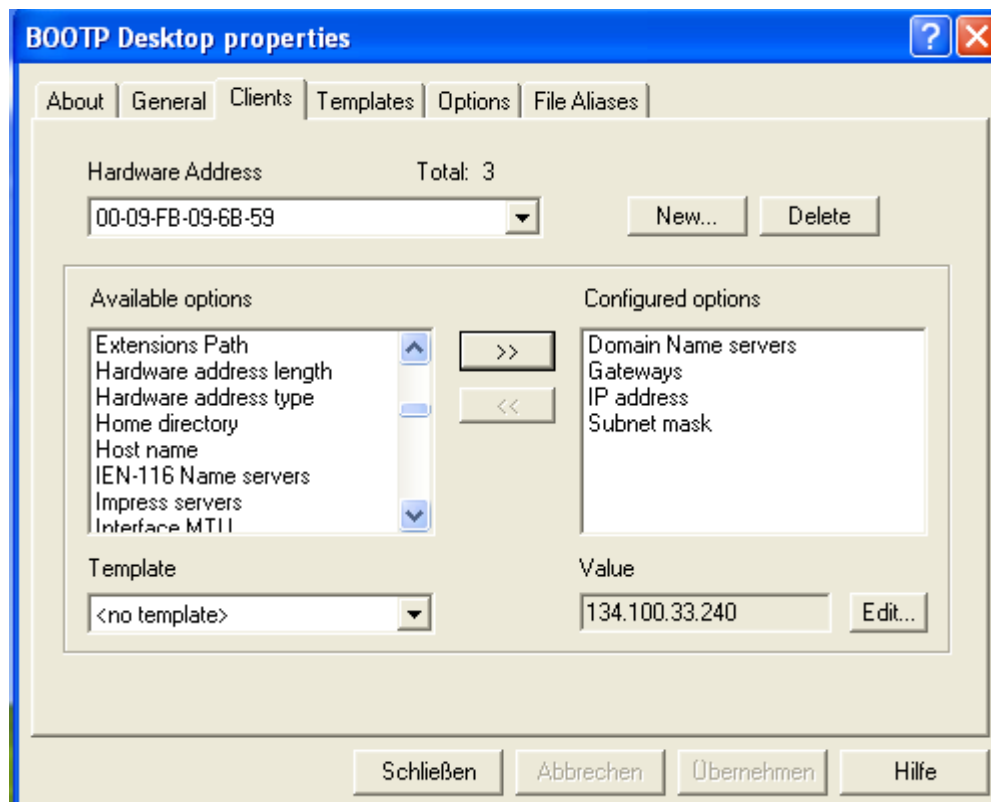 BOOTP Desktop properties
About General Clients Templates Options File Aliases
Hardware Address Total: 3
00-09-FB-09-6B-59 New... Delete
Available options Configured options
Extensions Path
Hardware address length
Hardware address type
Home directory
Host name
IEN-116 Name servers
Impress servers
Interface MTU
>>
<<
Domain Name servers
Gateways
IP address
Subnet mask
Template Value
<no template> 134.100.33.240 Edit...
Schließen Abbrechen Übernehmen Hilfe